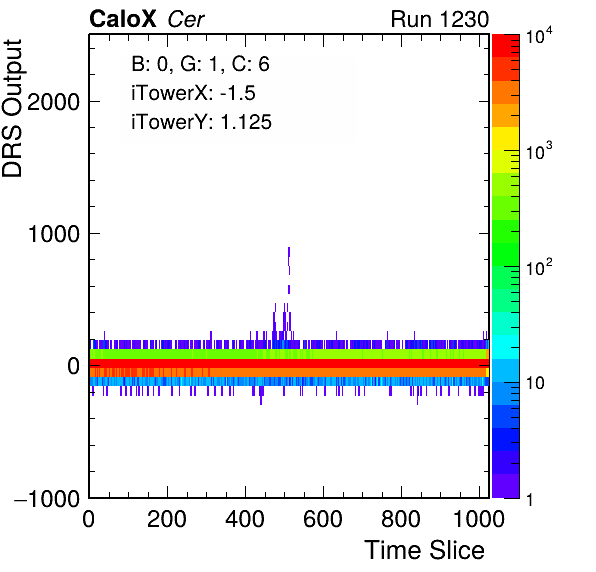 CaloX Cer Run 1230
B: 0, G: 1, C: 6
iTowerX: -1.5
iTowerY: 1.125
DRS Output
2000
1000
0
−1000
0 200 400 600 800 1000
Time Slice
10^4
10^3
10^2
10
1